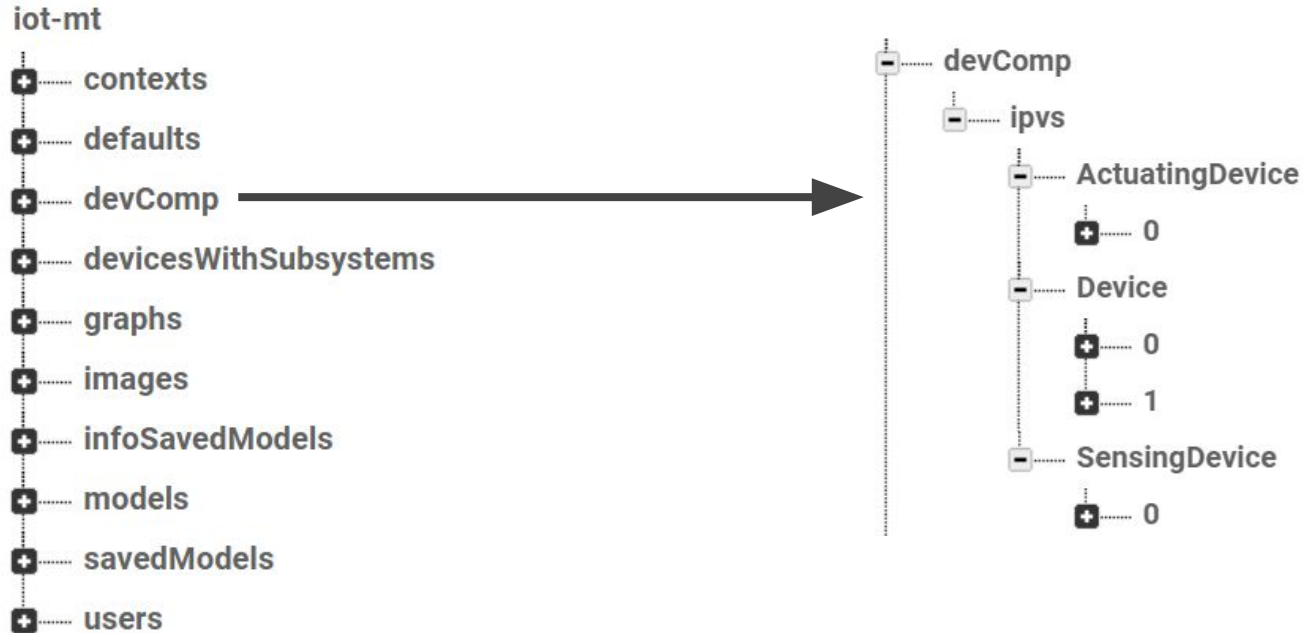 iot-mt
contexts
defaults
devComp
devicesWithSubsystems
graphs
images
infoSavedModels
models
savedModels
users
devComp
ipvs
ActuatingDevice
0
Device
0
1
SensingDevice
0